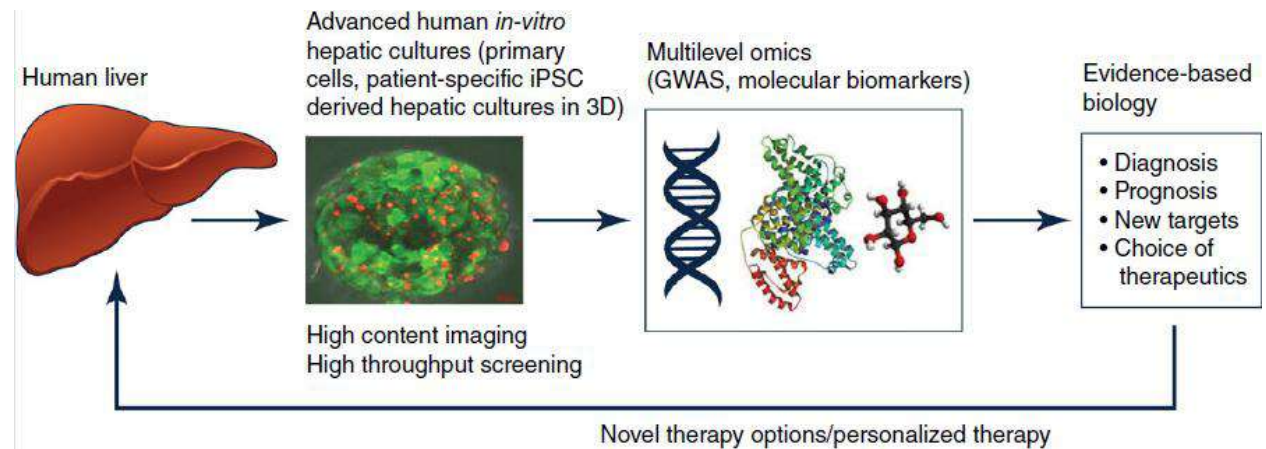 Human liver
Advanced human in-vitro
hepatic cultures (primary
cells, patient-specific iPSC
derived hepatic cultures in 3D)
High content imaging
High throughput screening
Multilevel omics
(GWAS, molecular biomarkers)
Evidence-based
biology
• Diagnosis
• Prognosis
• New targets
• Choice of
therapeutics
Novel therapy options/personalized therapy